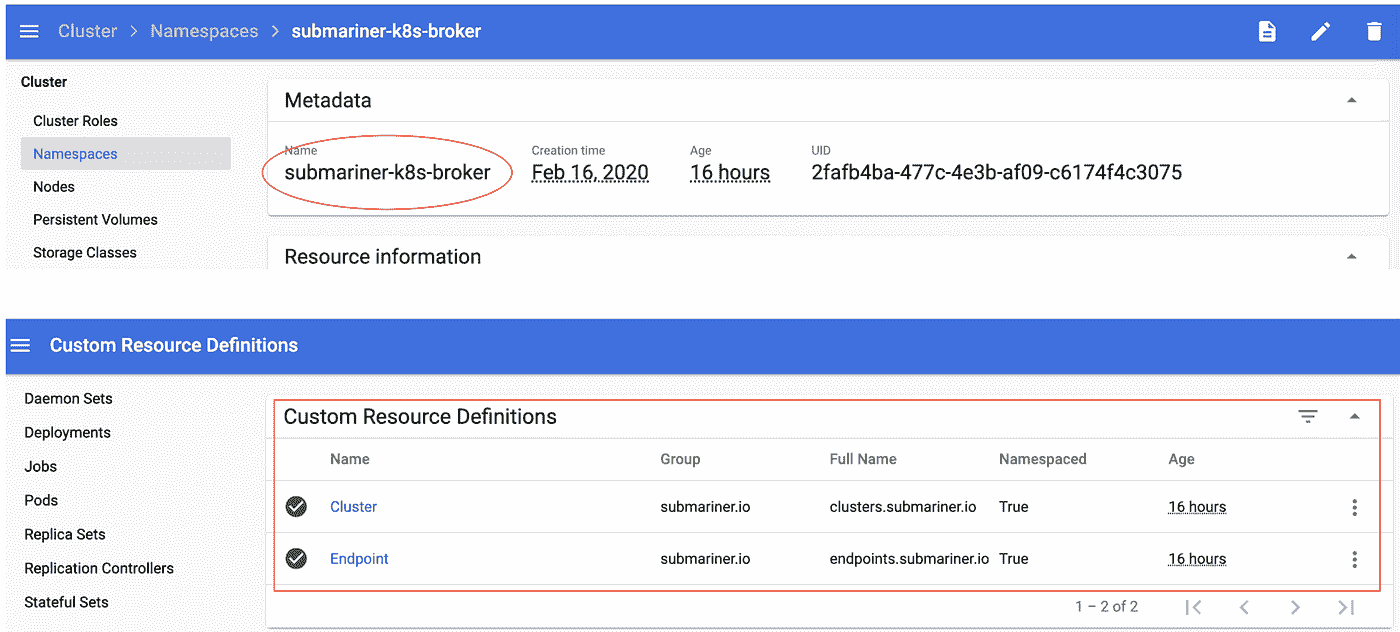 Cluster > Namespaces > submariner-k8s-broker
Cluster
Cluster Roles
Namespaces
Nodes
Persistent Volumes
Storage Classes
Metadata
Name Creation time Age UID
submariner-k8s-broker Feb 16, 2020 16 hours 2fafb4ba-477c-4e3b-af09-c6174f4c3075
Resource information
Custom Resource Definitions
Daemon Sets
Deployments
Jobs
Pods
Replica Sets
Replication Controllers
Stateful Sets
Custom Resource Definitions
Name Group Full Name Namespaced Age
Cluster submariner.io clusters.submariner.io True 16 hours
Endpoint submariner.io endpoints.submariner.io True 16 hours
1 – 2 of 2